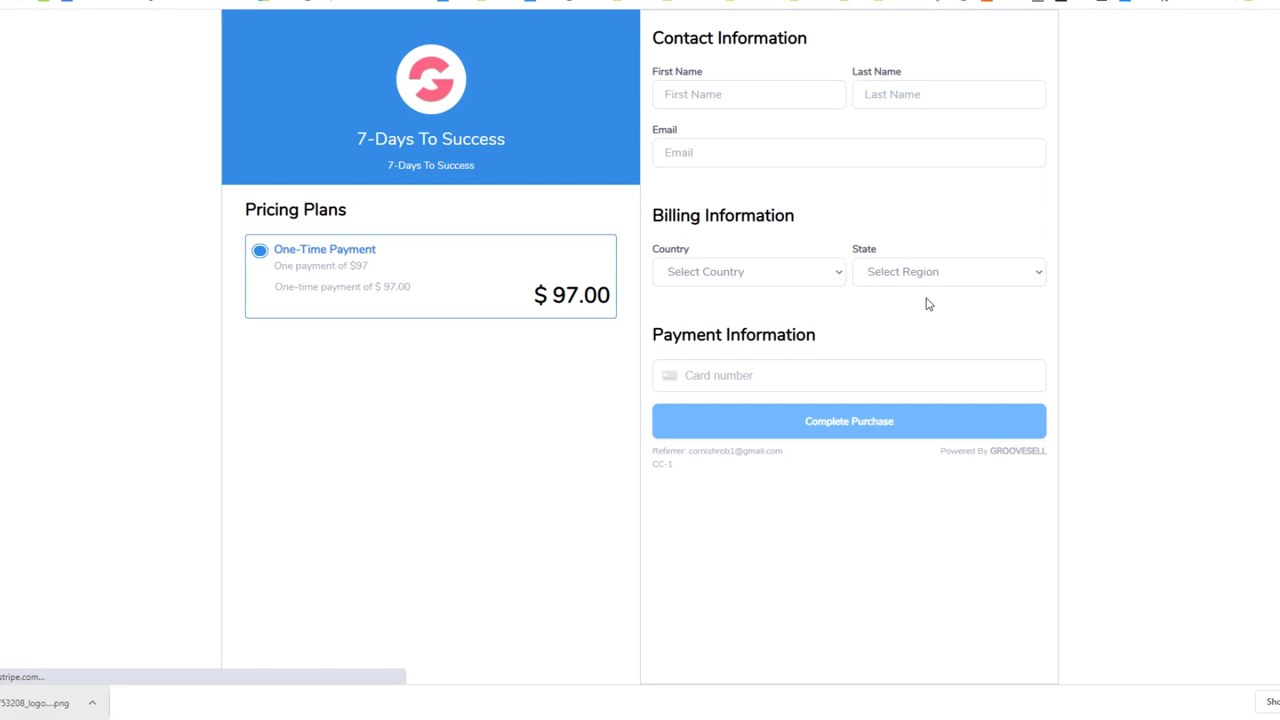 7-Days To Success
7-Days To Success
Pricing Plans
One-Time Payment
One payment of $97
One-time payment of $ 97.00
$ 97.00
Contact Information
First Name Last Name
First Name Last Name
Email
Email
Billing Information
Country State
Select Country Select Region
Payment Information
Card number
Complete Purchase
Referrer: cornishrob1@gmail.com Powered By GROOVESELL
CC-1
stripe.com...
753208_logo....png
Sho